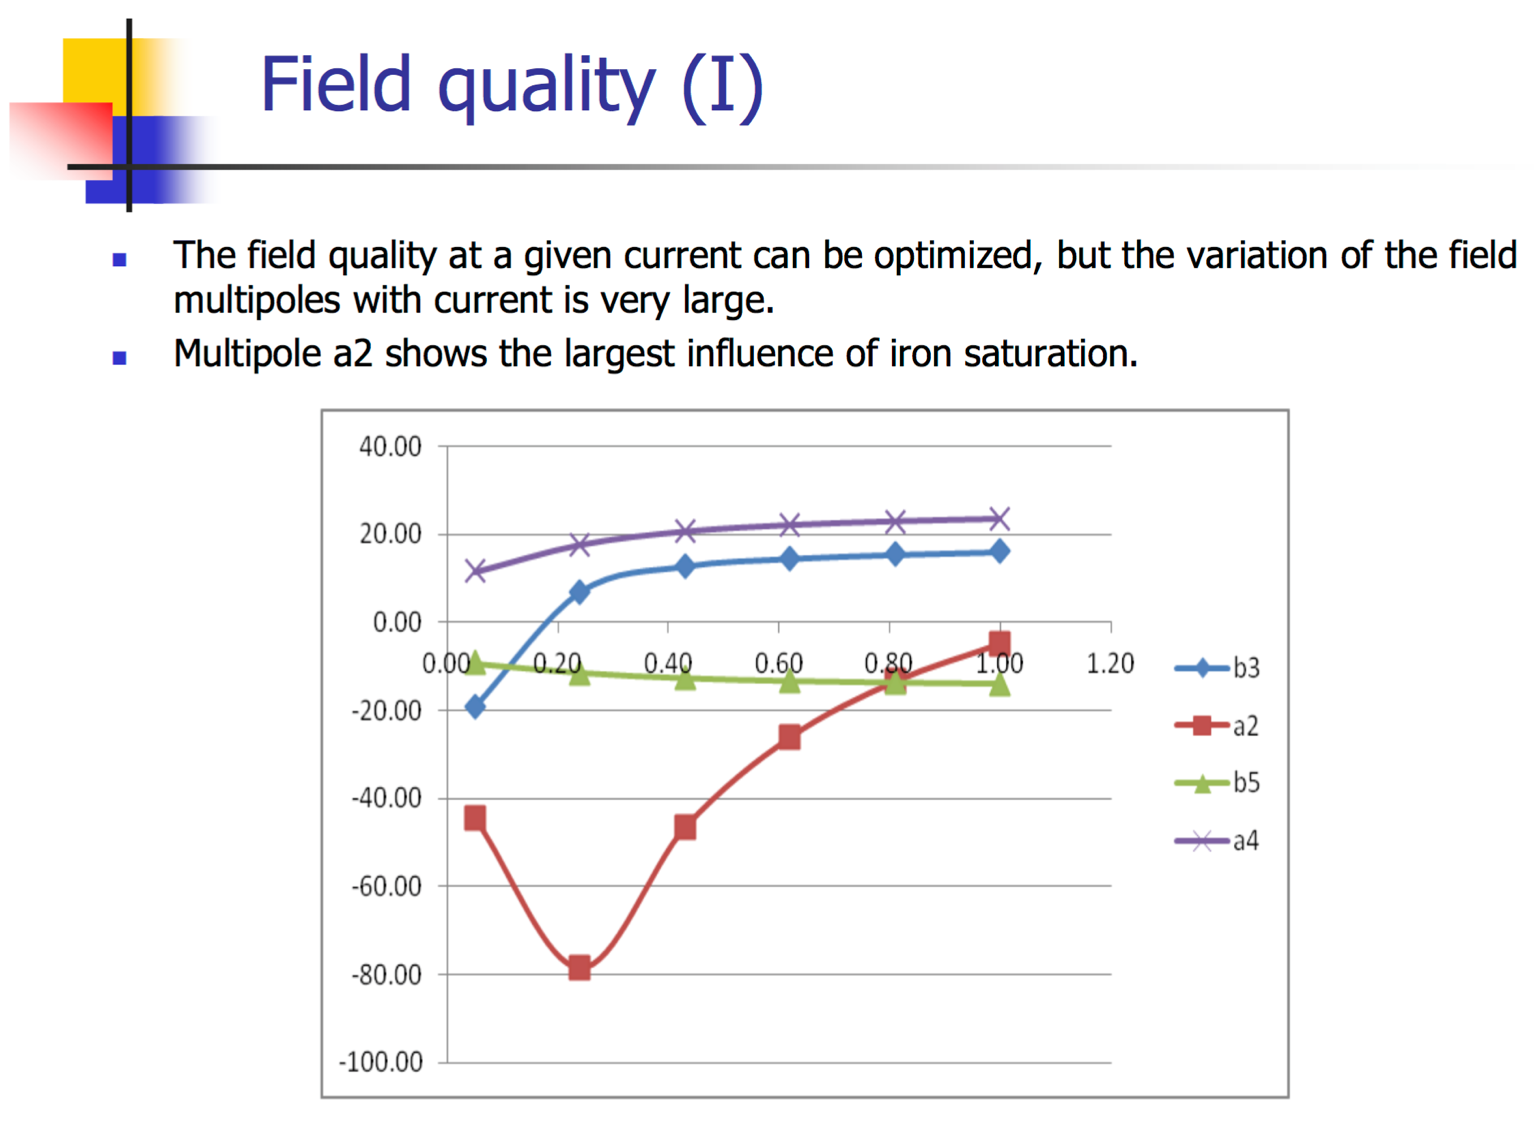 Field quality (I)
The field quality at a given current can be optimized, but the variation of the field
multipoles with current is very large.
Multipole a2 shows the largest influence of iron saturation.
40.00
20.00
0.00
0.00 0.20 0.40 0.60 0.80 1.00 1.20
-20.00
-40.00
-60.00
-80.00
-100.00
b3
a2
b5
a4